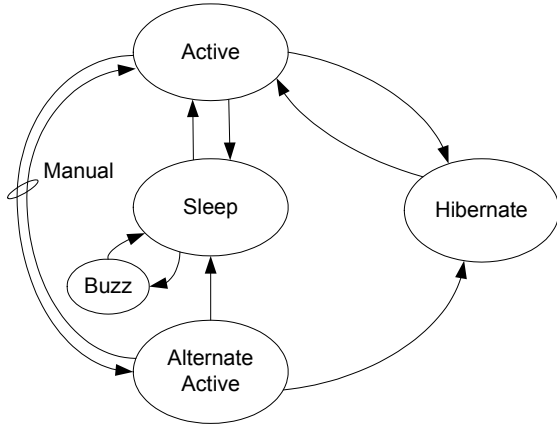 Active
Manual
Sleep
Hibernate
Buzz
Alternate
Active